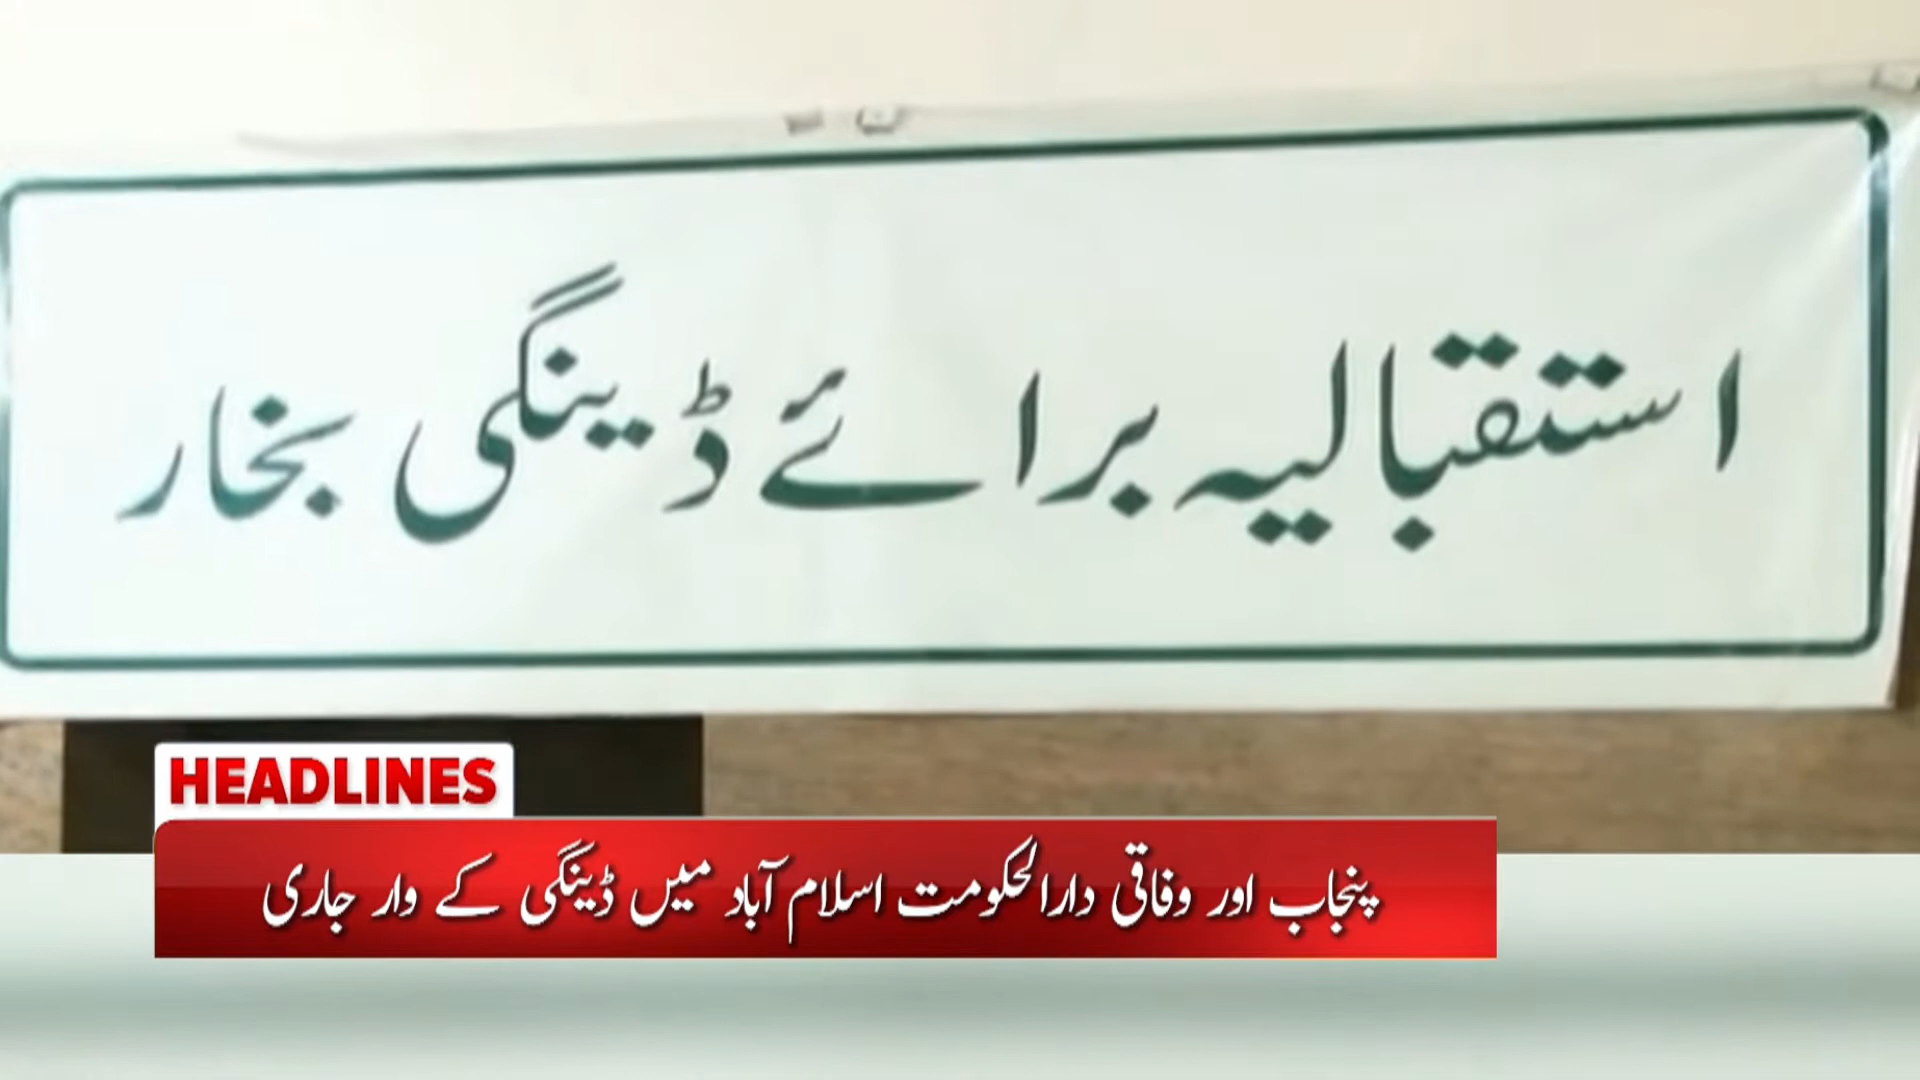 استقبالیہ برائے ڈینگی بخار
HEADLINES
پنجاب اور وفاقی دارالحکومت اسلام آباد میں ڈینگی کے وار جاری